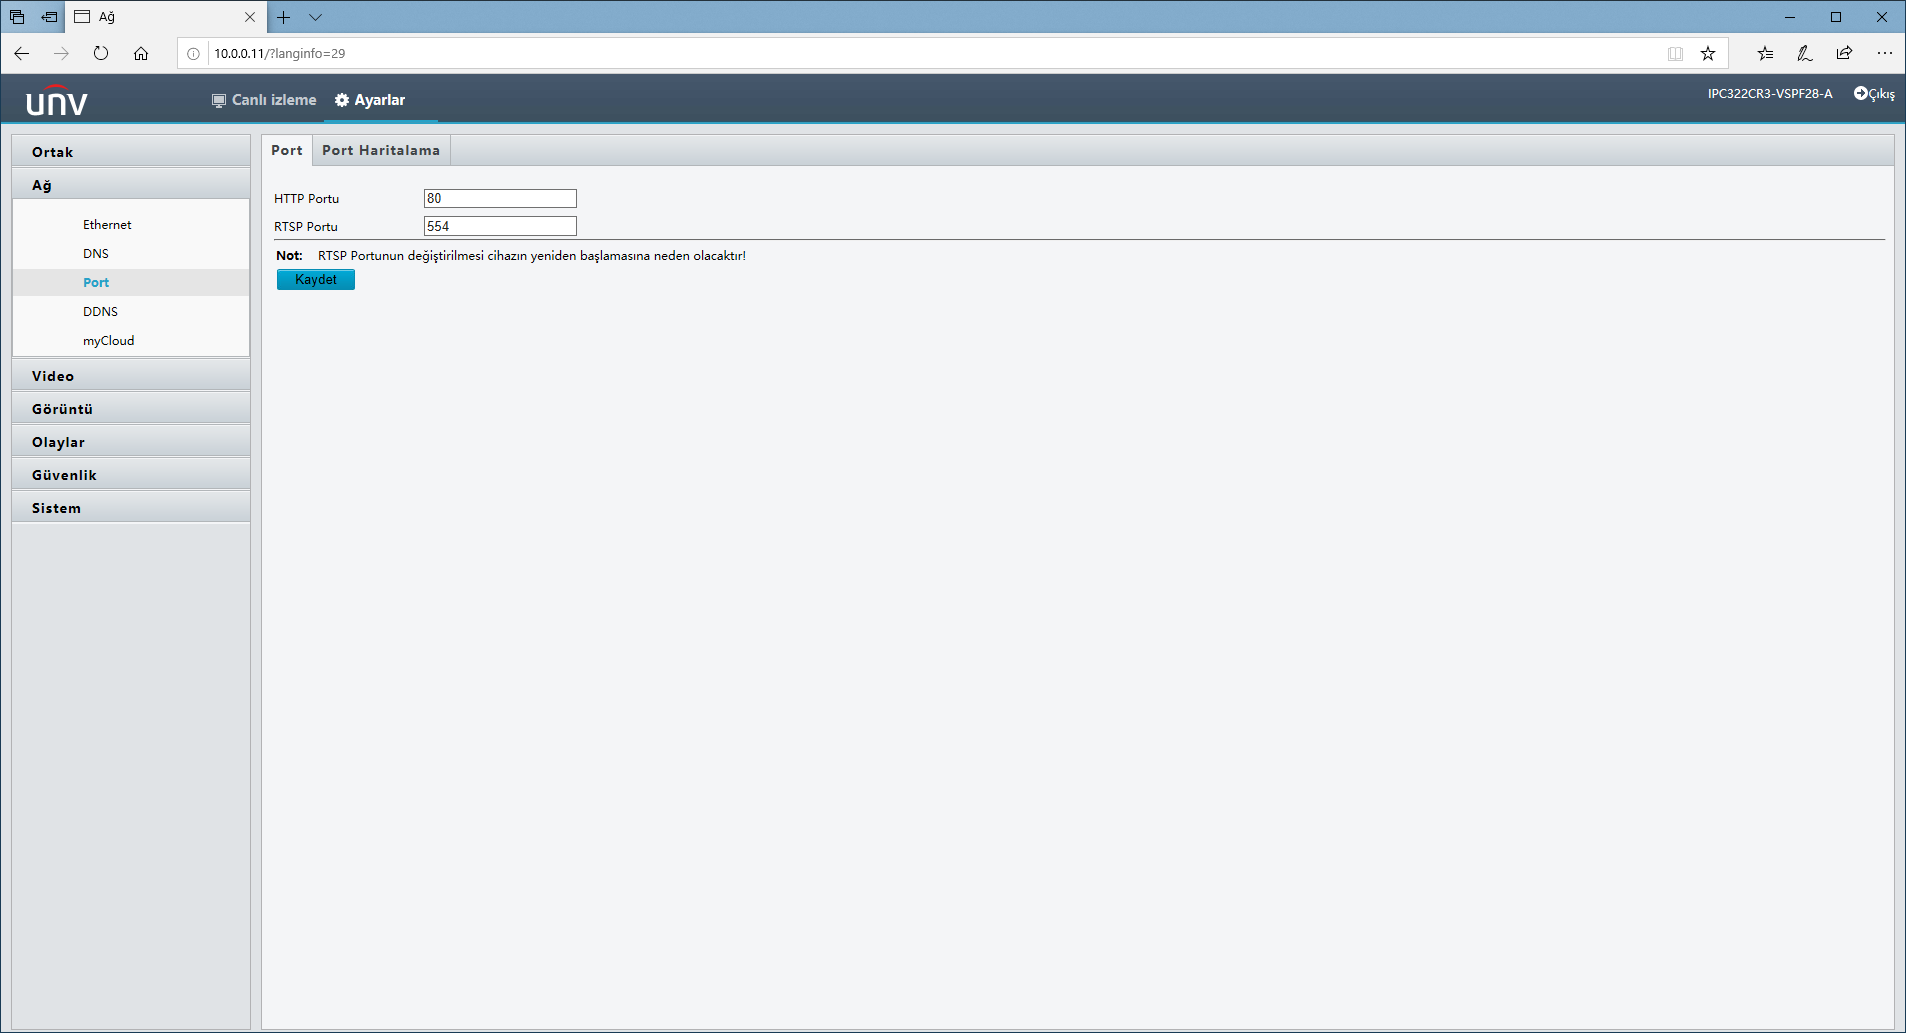 Ağ
10.0.0.11/?langinfo=29
unv
Canlı izleme
Ayarlar
IPC322CR3-VSPF28-A
Çıkış
Ortak
Ağ
Ethernet
DNS
Port
DDNS
myCloud
Video
Görüntü
Olaylar
Güvenlik
Sistem
Port
Port Haritalama
HTTP Portu 80
RTSP Portu 554
Not: RTSP Portunun değiştirilmesi cihazın yeniden başlamasına neden olacaktır!
Kaydet